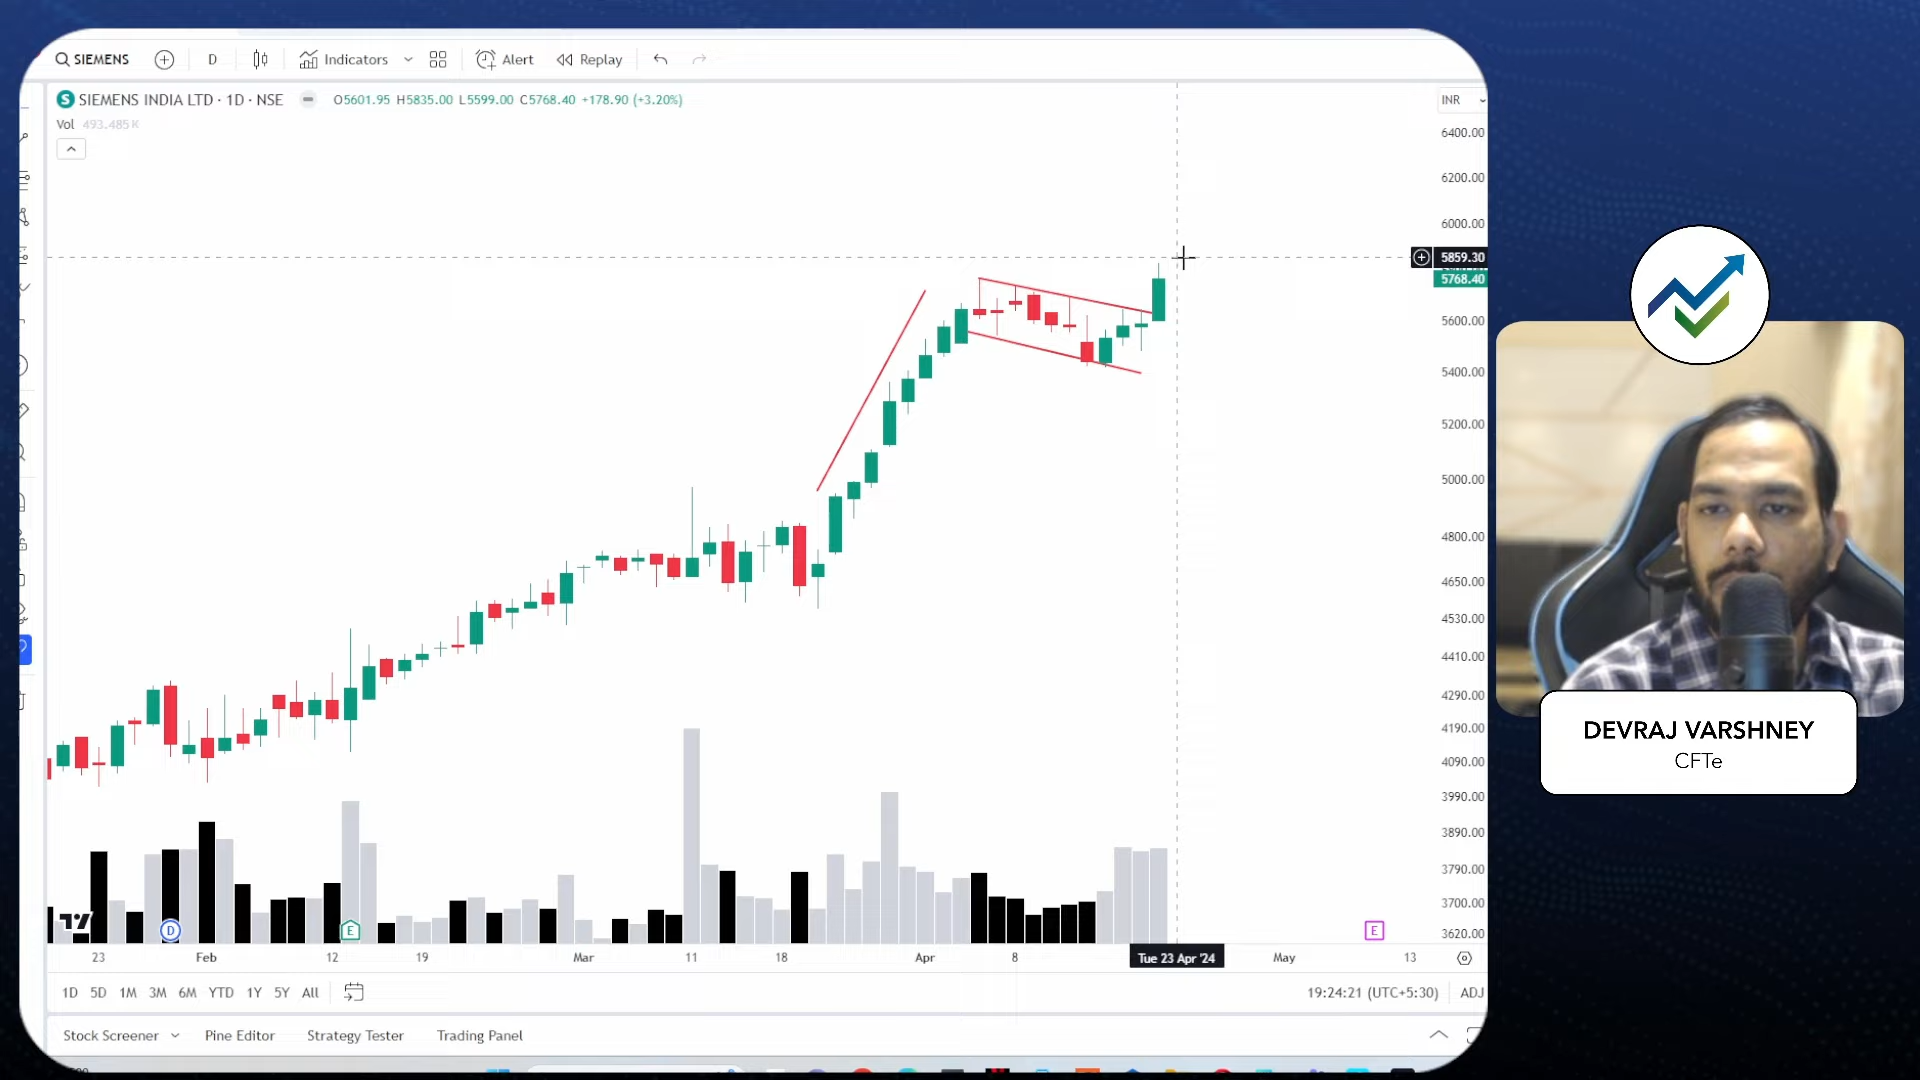 SIEMENS
D
Indicators
Alert
Replay
S SIEMENS INDIA LTD · 1D · NSE
O5601.95 H5835.00 L5599.00 C5768.40 +178.90 (+3.20%)
INR
Vol 493.485K
6400.00
6200.00
6000.00
5859.30
5768.40
5600.00
5400.00
5200.00
5000.00
4800.00
4650.00
4530.00
4410.00
4290.00
4190.00
4090.00
3990.00
3890.00
3790.00
3700.00
3620.00
DEVRAJ VARSHNEY
CFTe
D
E
E
23
Feb
12
19
Mar
11
18
Apr
8
Tue 23 Apr '24
May
13
1D 5D 1M 3M 6M YTD 1Y 5Y All
19:24:21 (UTC+5:30)
ADJ
Stock Screener
Pine Editor
Strategy Tester
Trading Panel